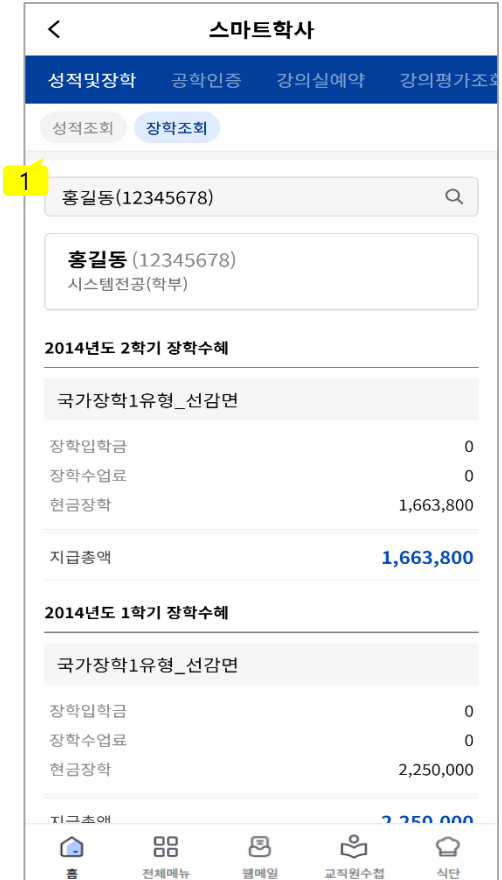 스마트학사
성적및장학 공학인증 강의실예약 강의평가조회
성적조회 장학조회
1
홍길동(12345678)
홍길동 (12345678)
시스템전공(학부)
2014년도 2학기 장학수혜
국가장학1유형_선감면
장학입학금 0
장학수업료 0
현금장학 1,663,800
지급총액 1,663,800
2014년도 1학기 장학수혜
국가장학1유형_선감면
장학입학금 0
장학수업료 0
현금장학 2,250,000
지급총액 2,250,000
홈 전체메뉴 웹메일 교직원수첩 식단